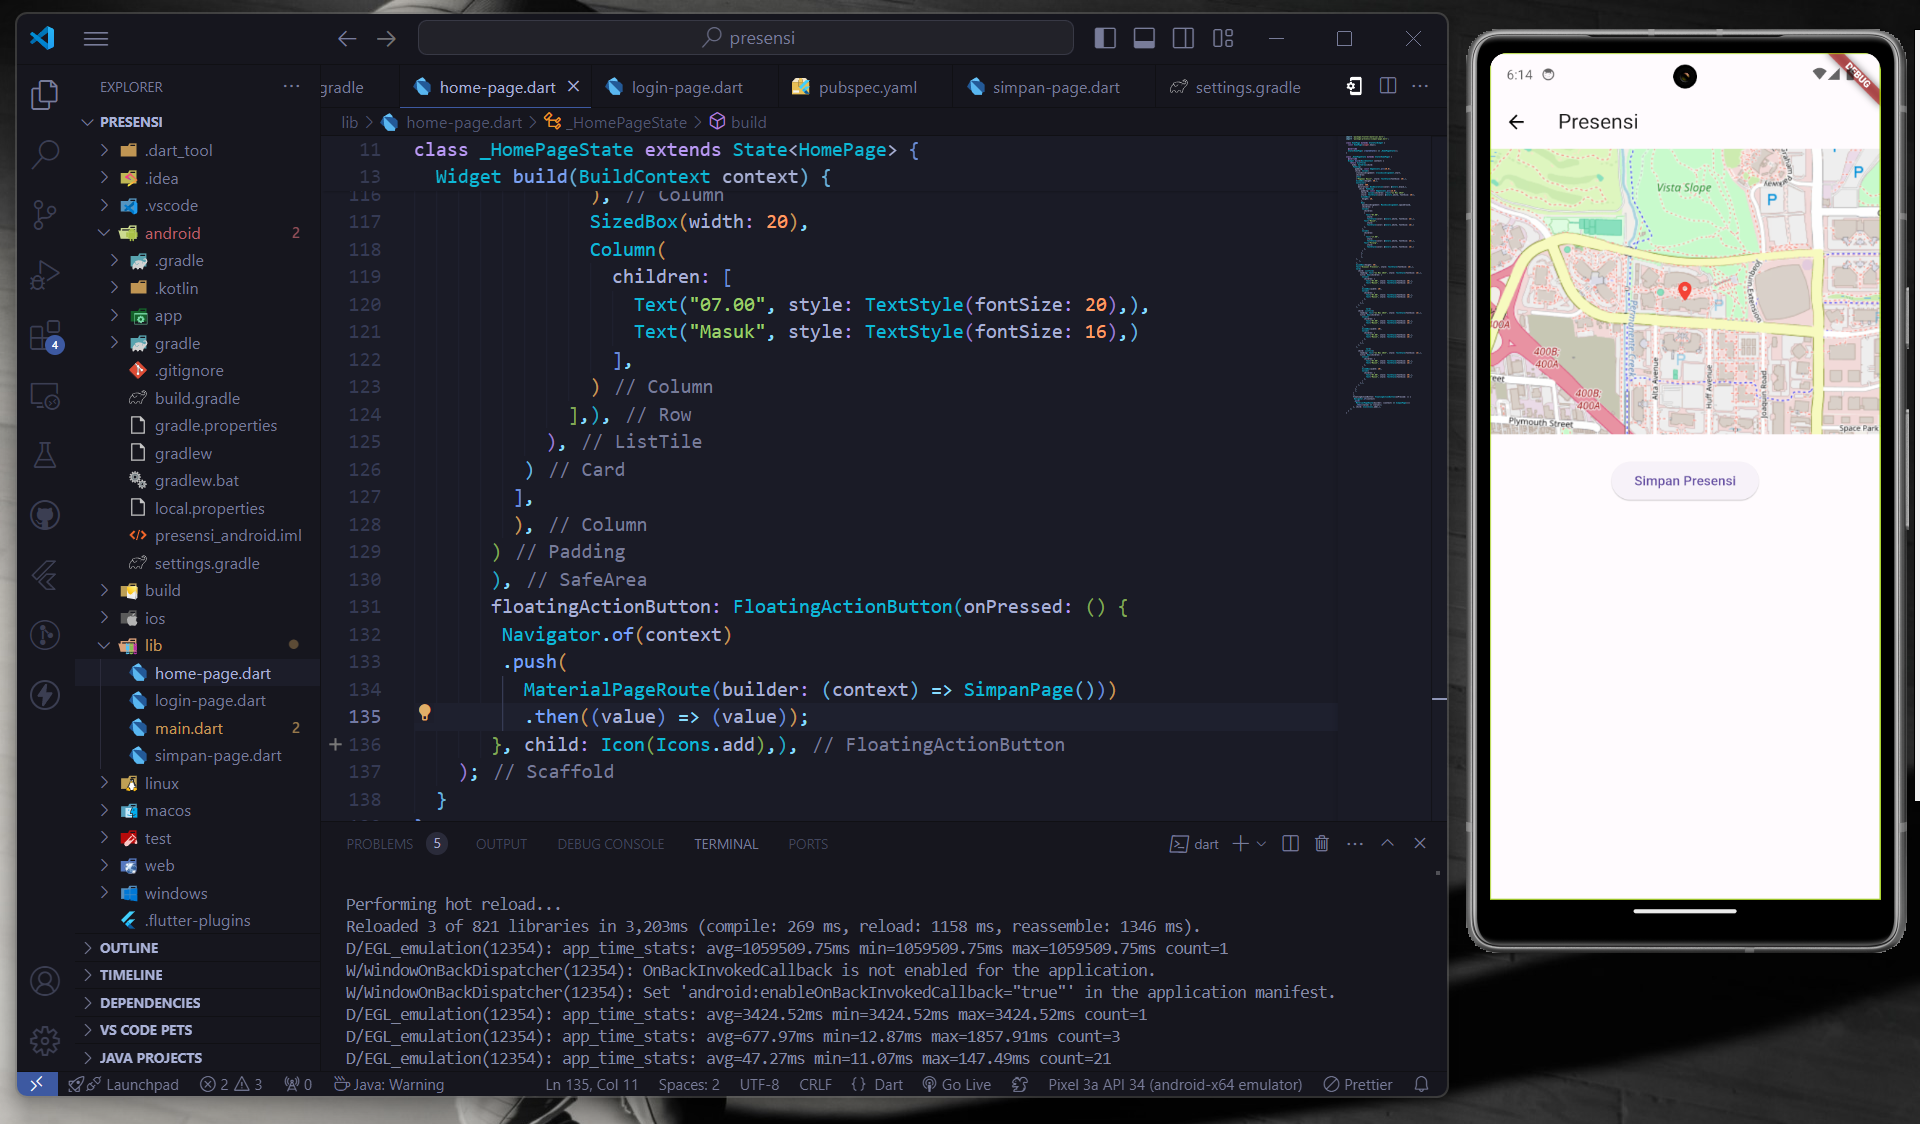 presensi
EXPLORER
gradle
home-page.dart
login-page.dart
pubspec.yaml
simpan-page.dart
settings.gradle
PRESENSI
.dart_tool
.idea
.vscode
android 2
.gradle
.kotlin
app
gradle
.gitignore
build.gradle
gradle.properties
gradlew
gradlew.bat
local.properties
presensi_android.iml
settings.gradle
build
ios
lib
home-page.dart
login-page.dart
main.dart 2
simpan-page.dart
linux
macos
test
web
windows
.flutter-plugins
OUTLINE
TIMELINE
DEPENDENCIES
VS CODE PETS
JAVA PROJECTS
4
lib > home-page.dart > _HomePageState > build
11 class _HomePageState extends State<HomePage> {
13 Widget build(BuildContext context) {
116 ), // Column
117 SizedBox(width: 20),
118 Column(
119 children: [
120 Text("07.00", style: TextStyle(fontSize: 20),),
121 Text("Masuk", style: TextStyle(fontSize: 16),)
122 ],
123 ) // Column
124 ],), // Row
125 ), // ListTile
126 ) // Card
127 ],
128 ), // Column
129 ) // Padding
130 ), // SafeArea
131 floatingActionButton: FloatingActionButton(onPressed: () {
132 Navigator.of(context)
133 .push(
134 MaterialPageRoute(builder: (context) => SimpanPage()))
135 .then((value) => (value));
136 }, child: Icon(Icons.add),), // FloatingActionButton
137 ); // Scaffold
138 }
PROBLEMS 5 OUTPUT DEBUG CONSOLE TERMINAL PORTS
dart
Performing hot reload...
Reloaded 3 of 821 libraries in 3,203ms (compile: 269 ms, reload: 1158 ms, reassemble: 1346 ms).
D/EGL_emulation(12354): app_time_stats: avg=1059509.75ms min=1059509.75ms max=1059509.75ms count=1
W/WindowOnBackDispatcher(12354): OnBackInvokedCallback is not enabled for the application.
W/WindowOnBackDispatcher(12354): Set 'android:enableOnBackInvokedCallback="true"' in the application manifest.
D/EGL_emulation(12354): app_time_stats: avg=3424.52ms min=3424.52ms max=3424.52ms count=1
D/EGL_emulation(12354): app_time_stats: avg=677.97ms min=12.87ms max=1857.91ms count=3
D/EGL_emulation(12354): app_time_stats: avg=47.27ms min=11.07ms max=147.49ms count=21
Launchpad 2 3 0 Java: Warning Ln 135, Col 11 Spaces: 2 UTF-8 CRLF {} Dart Go Live Pixel 3a API 34 (android-x64 emulator) Prettier
6:14
DEBUG
Presensi
Vista Slope
P
P
P
400A
400B;
400A
400B;
400A
Plymouth Street
Alta Avenue
Huff Avenue
Joaquin Road
Space Park
Simpan Presensi